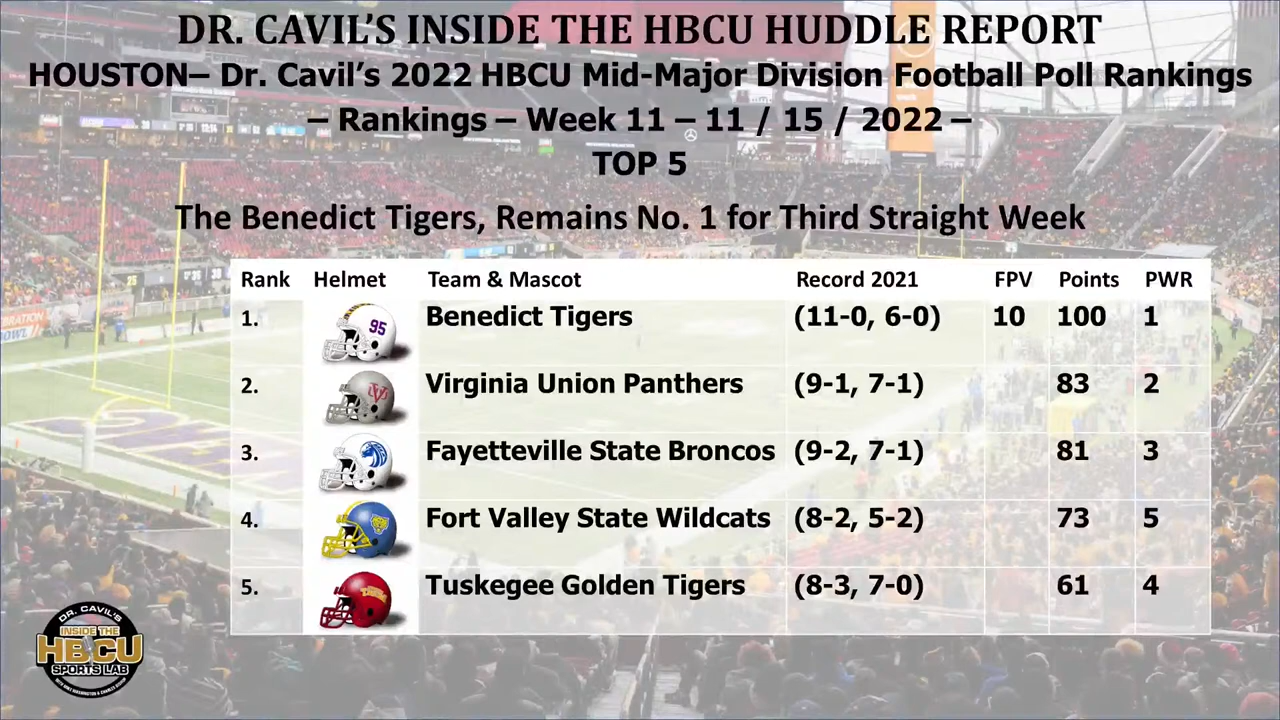 DR. CAVIL'S INSIDE THE HBCU HUDDLE REPORT
HOUSTON– Dr. Cavil's 2022 HBCU Mid-Major Division Football Poll Rankings
– Rankings – Week 11 – 11 / 15 / 2022 –
TOP 5
The Benedict Tigers, Remains No. 1 for Third Straight Week
Rank Helmet Team & Mascot Record 2021 FPV Points PWR
1. 95 Benedict Tigers (11-0, 6-0) 10 100 1
2. Virginia Union Panthers (9-1, 7-1) 83 2
3. Fayetteville State Broncos (9-2, 7-1) 81 3
4. Fort Valley State Wildcats (8-2, 5-2) 73 5
5. Tuskegee Golden Tigers (8-3, 7-0) 61 4
DR. CAVIL'S
INSIDE THE
HBCU
SPORTS LAB